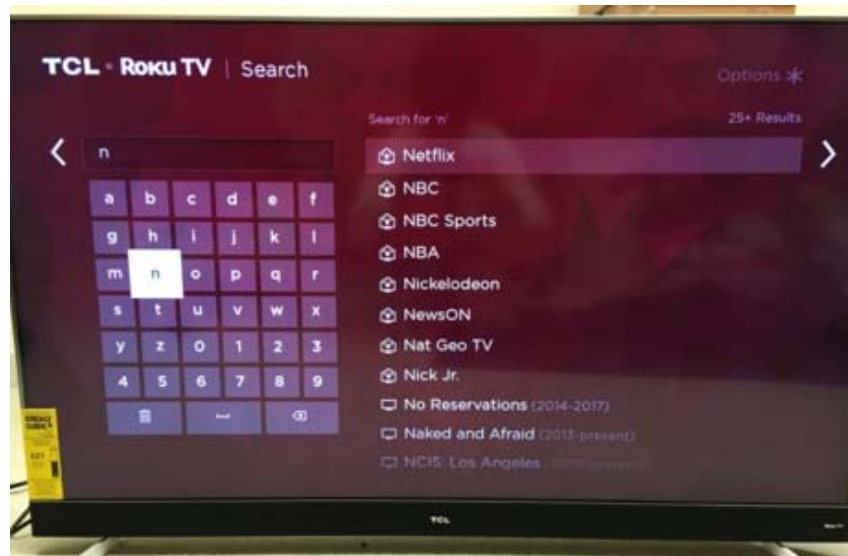 TCL • Roku TV | Search
Options
Search for 'n'
25+ Results
n
a b c d e f
g h i j k l
m n o p q r
s t u v w x
y z 0 1 2 3
4 5 6 7 8 9
Netflix
NBC
NBC Sports
NBA
Nickelodeon
NewsON
Nat Geo TV
Nick Jr.
No Reservations (2014-2017)
Naked and Afraid (2013-present)
NCIS: Los Angeles
TCL